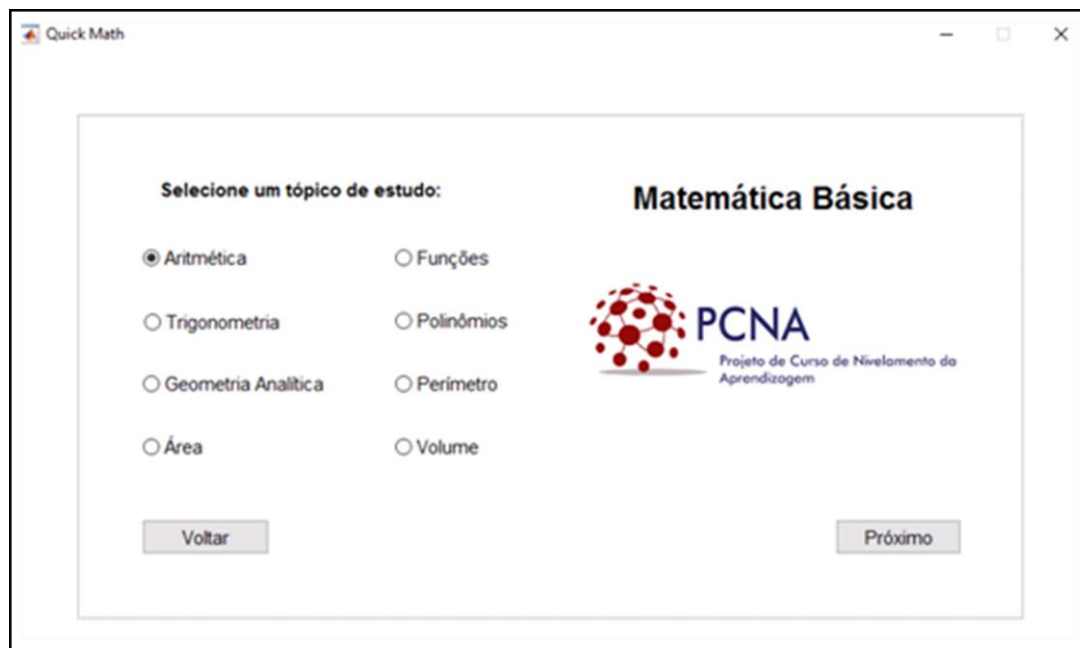 Quick Math
Selecione um tópico de estudo:
Matemática Básica
Aritmética
Funções
Trigonometria
Polinômios
Geometria Analítica
Perímetro
Área
Volume
PCNA
Projeto de Curso de Nivelamento da
Aprendizagem
Voltar
Próximo